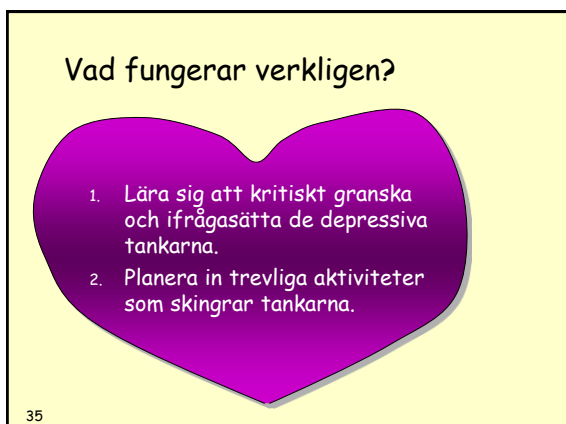 Vad fungerar verkligen?
1. Lära sig att kritiskt granska
och ifrågasätta de depressiva
tankarna.
2. Planera in trevliga aktiviteter
som skingrar tankarna.
35